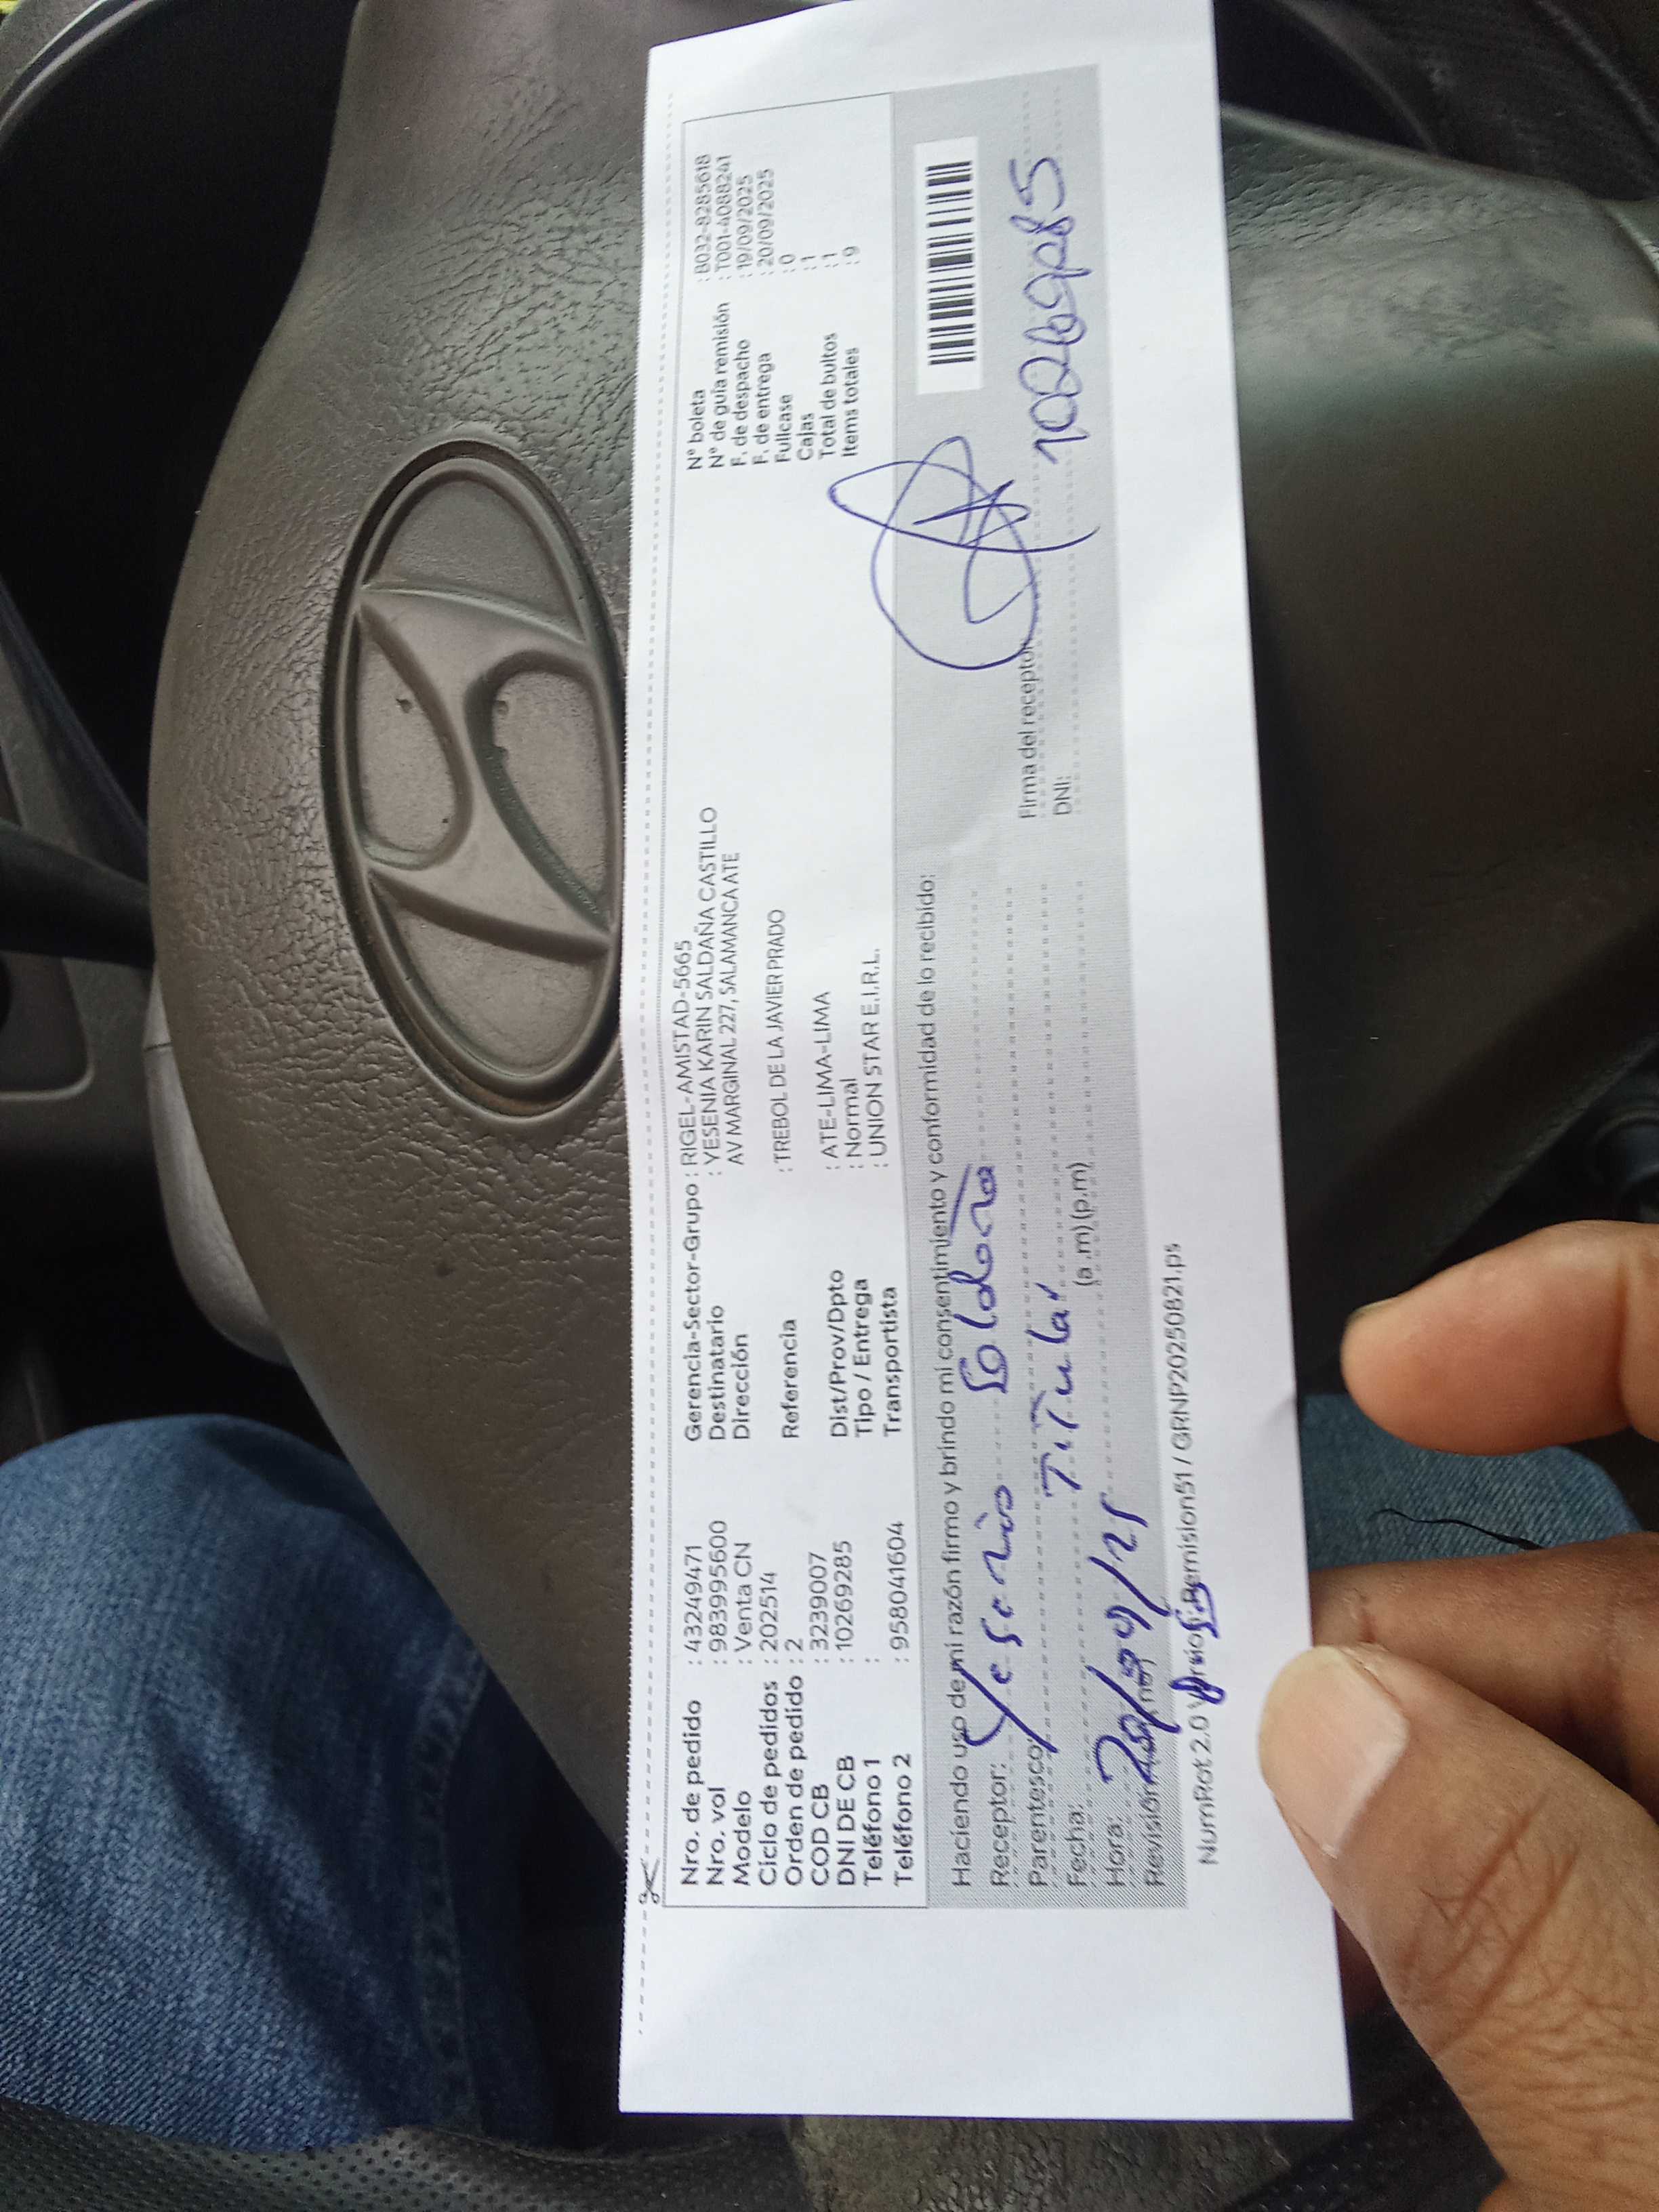 Nro. de pedido : 43249471 Gerencia-Sector-Grupo : RIGEL-AMISTAD-5665 N° boleta : B032-8285618
Nro. vol : 983995600 Destinatario : YESENIA KARIN SALDAÑA CASTILLO N° de guía remisión : T001-4088241
Modelo : Venta CN Dirección AV MARGINAL 227, SALAMANCA ATE F. de despacho : 19/09/2025
Ciclo de pedidos : 202514 F. de entrega : 20/09/2025
Orden de pedido : 2 Referencia : TREBOL DE LA JAVIER PRADO Fullcase : 0
COD CB : 3239007 Cajas : 1
DNI DE CB : 10269285 Dist/Prov/Dpto : ATE-LIMA-LIMA Total de bultos : 1
Teléfono 1 : Tipo / Entrega : Normal Items totales : 9
Teléfono 2 : 958041604 Transportista : UNION STAR E.I.R.L.
Haciendo uso de mi razón firmo y brindo mi consentimiento y conformidad de lo recibido:
Receptor: Yesenia Saldaña
Parentesco: Titular Firma del receptor
Fecha: 20/09/25 DNI: 10269285
Hora: (a .m)(p.m)
NumRot 2.0 Remision51 / GRNP20250821.ps